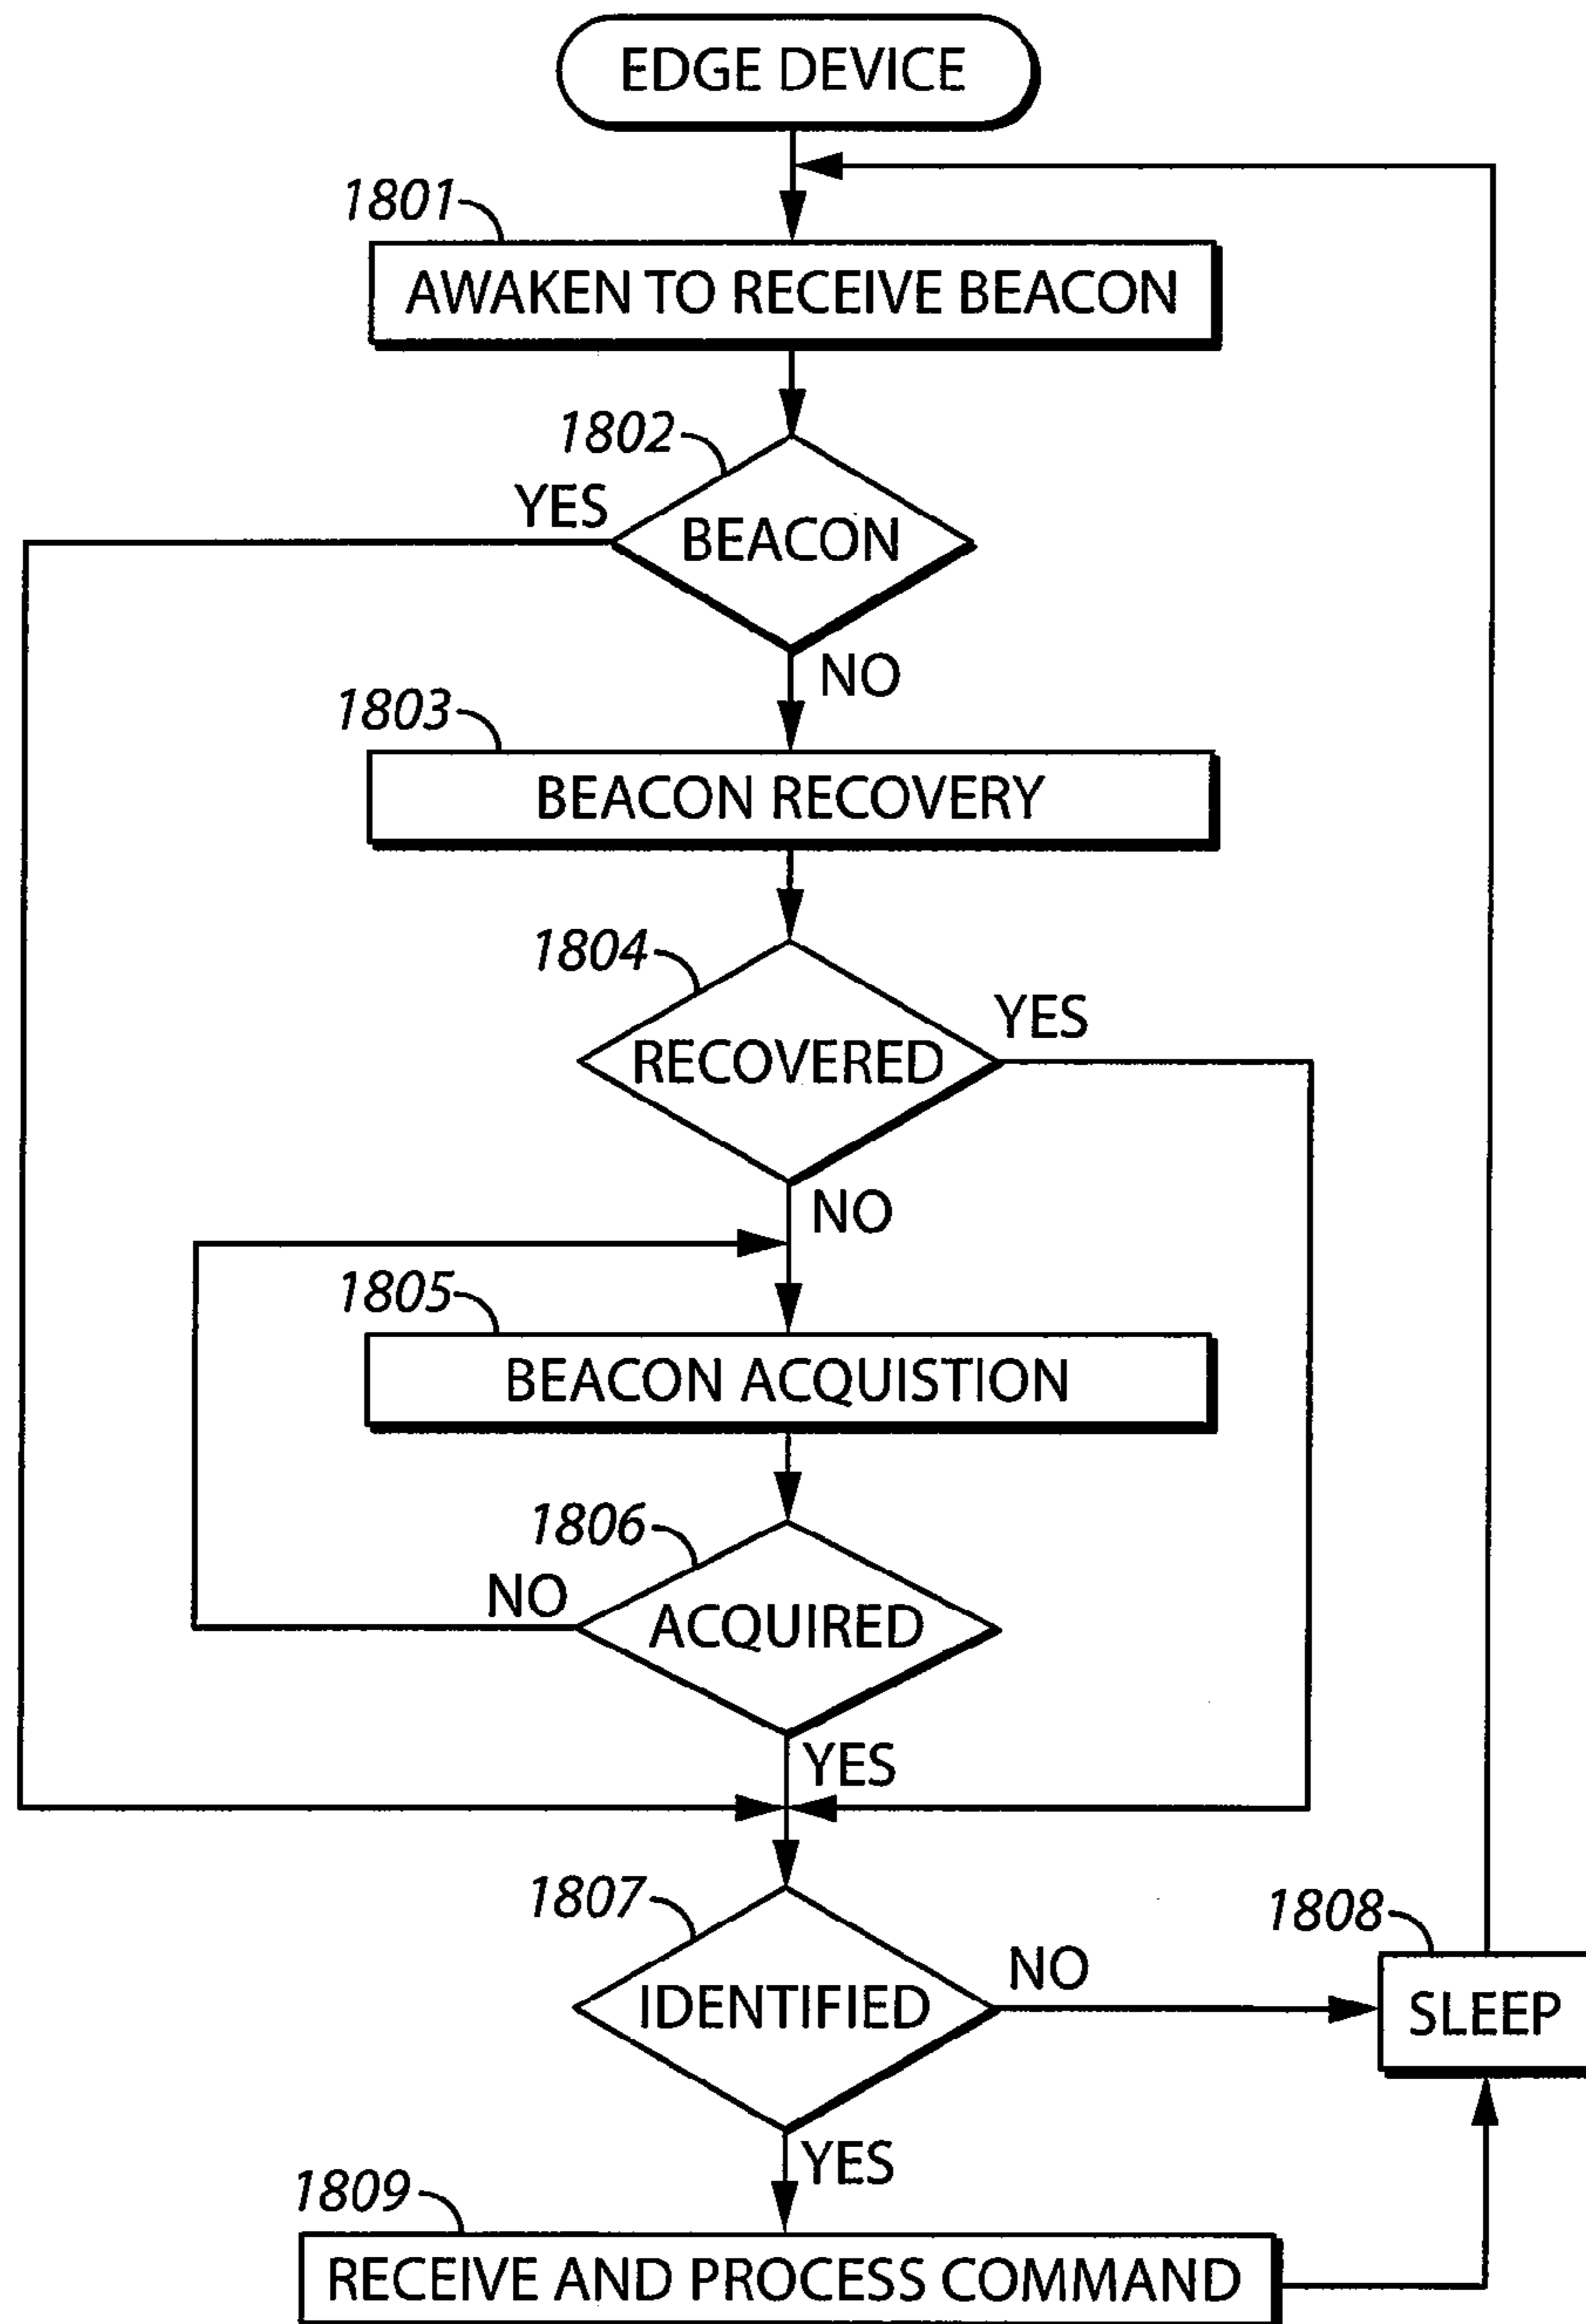 EDGE DEVICE
1801
AWAKEN TO RECEIVE BEACON
1802
YES
BEACON
NO
1803
BEACON RECOVERY
1804
YES
RECOVERED
NO
1805
BEACON ACQUISTION
1806
NO
ACQUIRED
YES
1807
1808
NO
IDENTIFIED
SLEEP
YES
1809
RECEIVE AND PROCESS COMMAND